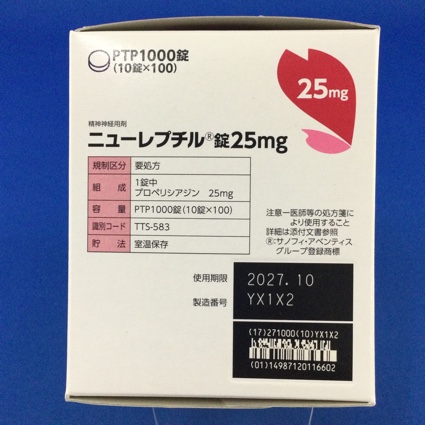 PTP1000錠
(10錠×100)
25mg
精神神経用剤
ニューレプチル®錠25mg
規制区分 要処方
組成 1錠中
プロペリシアジン 25mg
容量 PTP1000錠(10錠×100)
識別コード TTS-583
貯法 室温保存
注意―医師等の処方箋に
より使用すること
詳細は添付文書参照
®:サノフィ・アベンティス
グループ登録商標
使用期限 2027.10
製造番号 YX1X2
(17)271000(10)YX1X2
(01)14987120116602